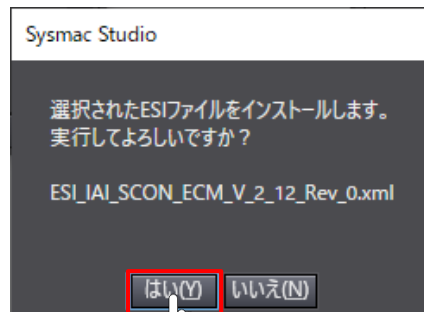 Sysmac Studio
選択されたESIファイルをインストールします。
実行してよろしいですか？
ESI_IAI_SCON_ECM_V_2_12_Rev_0.xml
はい(Y) いいえ(N)